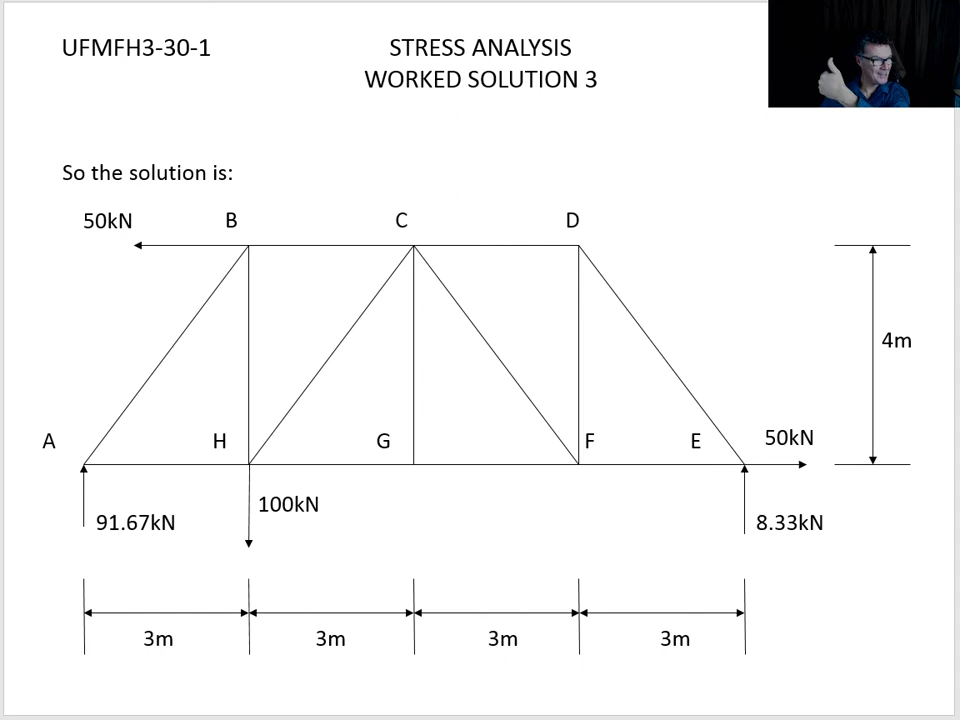 UFMFH3-30-1
STRESS ANALYSIS
WORKED SOLUTION 3
So the solution is:
50kN
B
C
D
4m
A
H
G
F
E
50kN
100kN
91.67kN
8.33kN
3m
3m
3m
3m